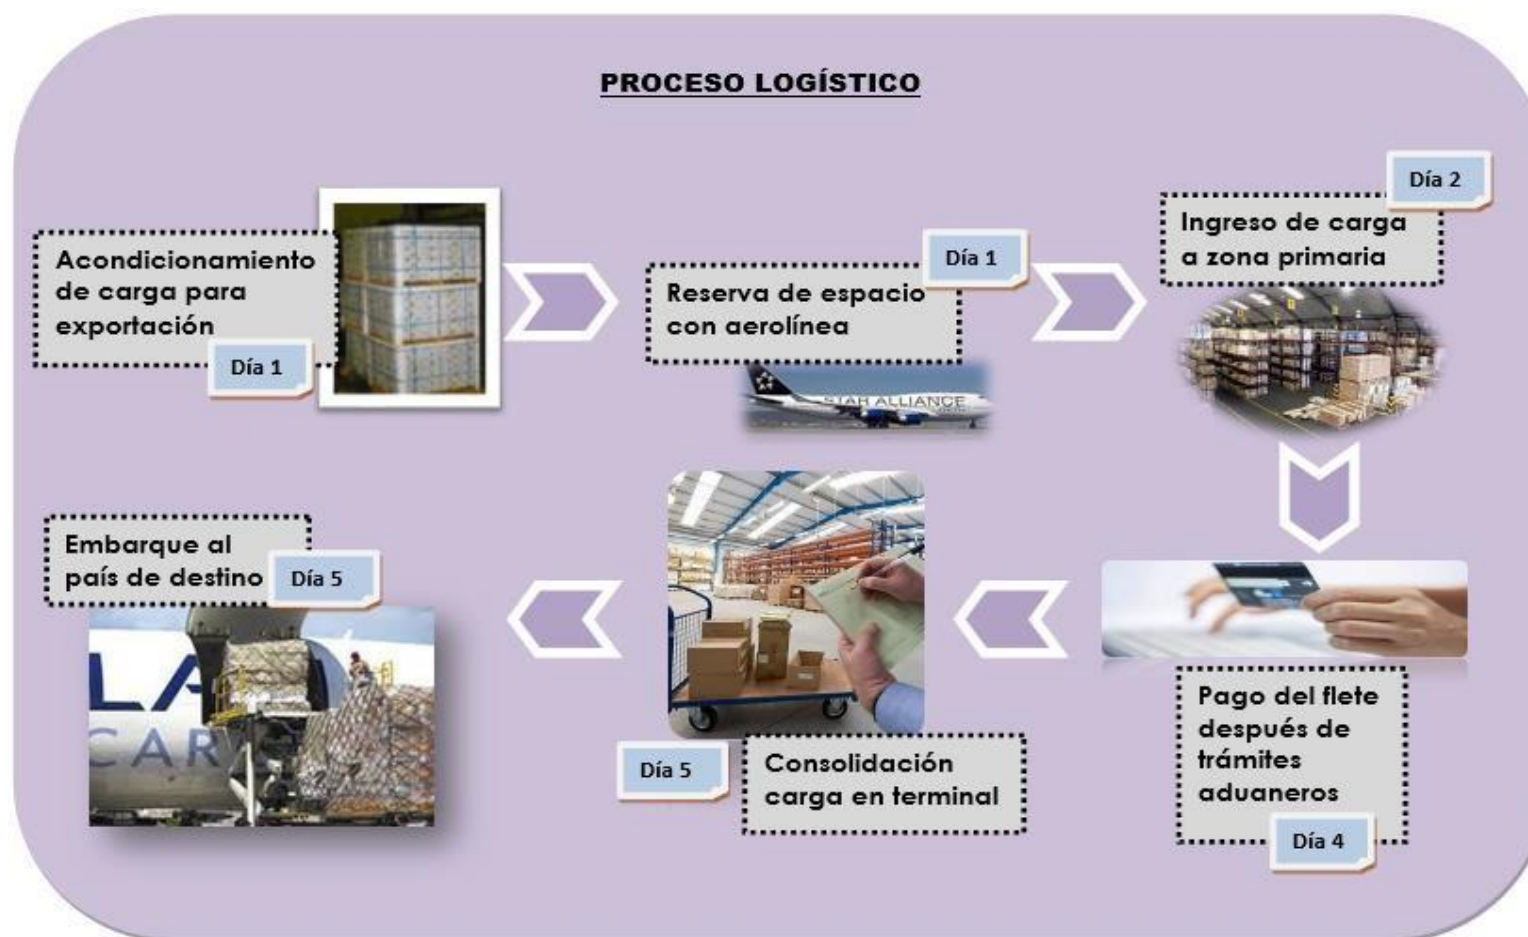 PROCESO LOGÍSTICO
Acondicionamiento
de carga para
exportación
Día 1
Reserva de espacio
con aerolínea
Día 1
STAR ALLIANCE
Ingreso de carga
a zona primaria
Día 2
Pago del flete
después de
trámites
aduaneros
Día 4
Consolidación
carga en terminal
Día 5
Embarque al
país de destino
Día 5
LA
CAR